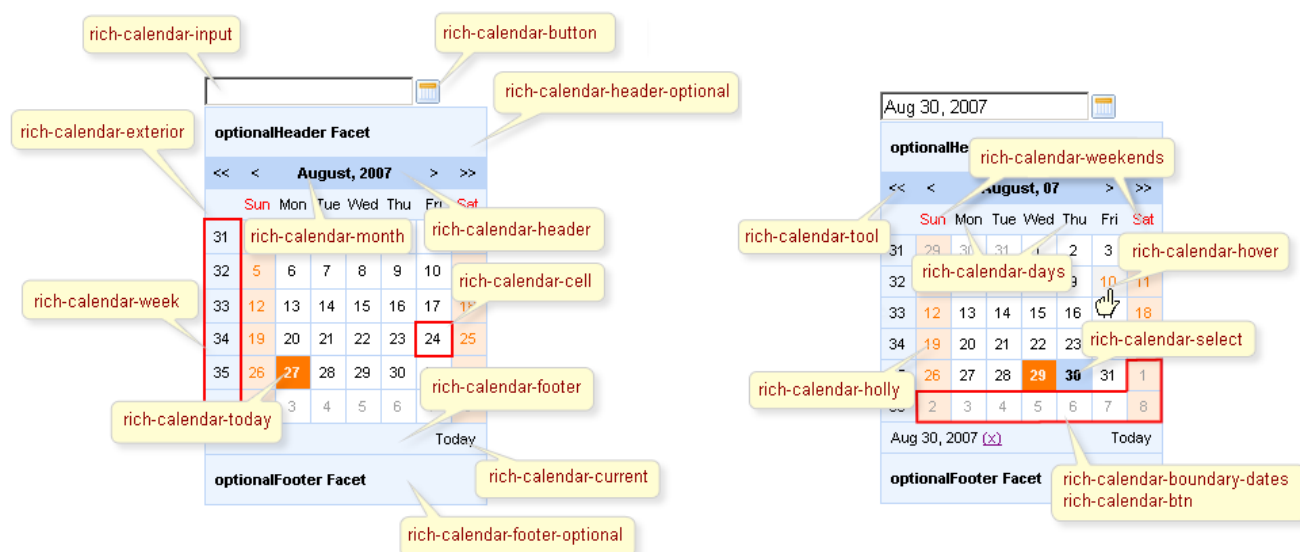 rich-calendar-input
rich-calendar-button
rich-calendar-header-optional
rich-calendar-exterior
optionalHeader Facet
<< < August, 2007 > >>
Sun Mon Tue Wed Thu Fri Sat
31
rich-calendar-month
rich-calendar-header
32 5 6 7 8 9 10
rich-calendar-cell
rich-calendar-week
33 12 13 14 15 16 17 18
34 19 20 21 22 23 24 25
35 26 27 28 29 30
rich-calendar-footer
rich-calendar-today
3 4 5 6
Today
rich-calendar-current
optionalFooter Facet
rich-calendar-footer-optional
Aug 30, 2007
optionalHe
rich-calendar-weekends
<< < August, 07 > >>
Sun Mon Tue Wed Thu Fri Sat
rich-calendar-tool
31 29 30 31 1 2 3
rich-calendar-hover
rich-calendar-days
32 9 10 11
33 12 13 14 15 16 18
rich-calendar-select
34 19 20 21 22 23
rich-calendar-holly
26 27 28 29 30 31 1
2 3 4 5 6 7 8
Aug 30, 2007 (x) Today
optionalFooter Facet
rich-calendar-boundary-dates
rich-calendar-btn